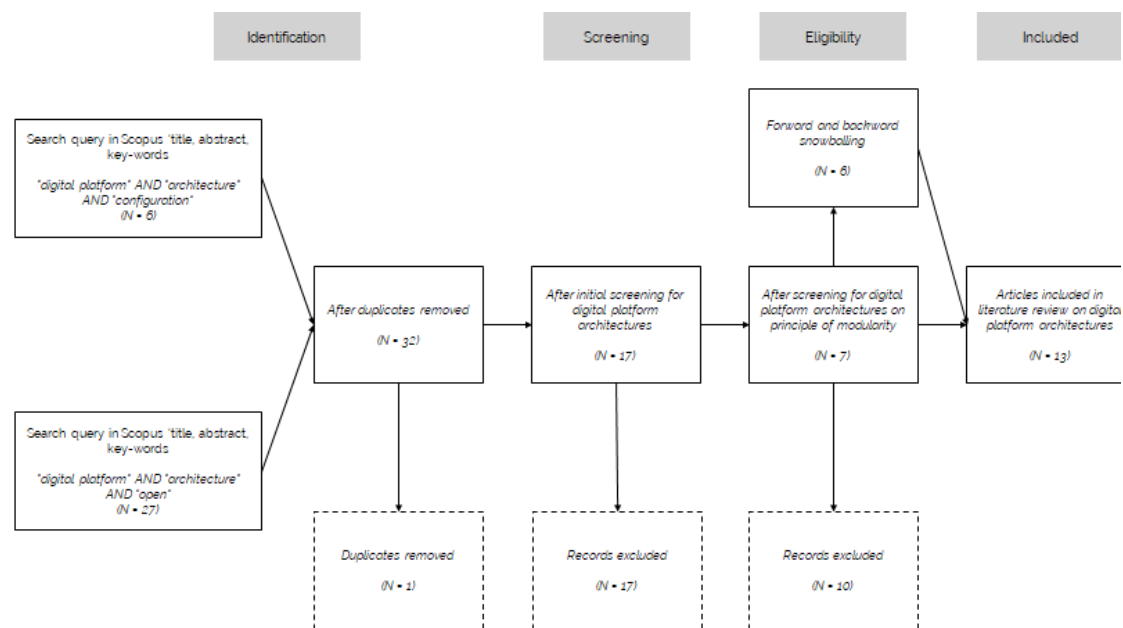 Identification
Screening
Eligibility
Included
Search query in Scopus "title, abstract,
key-words
"digital platform" AND "architecture"
AND "configuration"
(N = 6)
Search query in Scopus "title, abstract,
key-words
"digital platform" AND "architecture"
AND "open"
(N = 27)
After duplicates removed
(N = 32)
Duplicates removed
(N = 1)
After initial screening for
digital platform
architectures
(N = 17)
Records excluded
(N = 17)
Forward and backward
snowballing
(N = 6)
After screening for digital
platform architectures on
principle of modularity
(N = 7)
Records excluded
(N = 10)
Articles included in
literature review on digital
platform architectures
(N = 13)